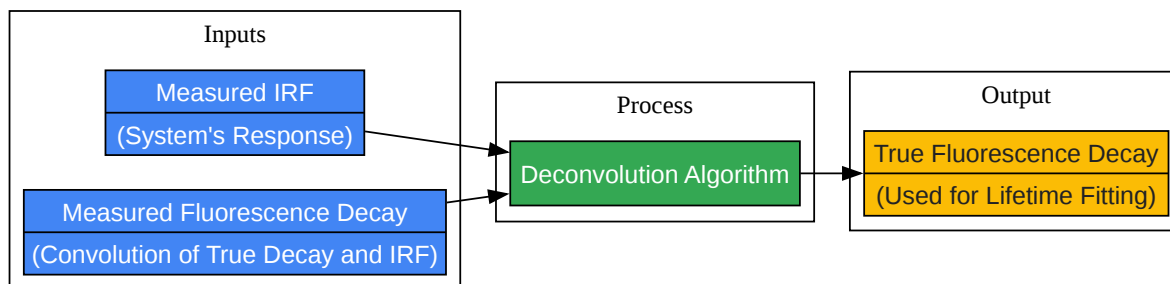 Inputs
Measured IRF
(System's Response)
Measured Fluorescence Decay
(Convolution of True Decay and IRF)
Process
Deconvolution Algorithm
Output
True Fluorescence Decay
(Used for Lifetime Fitting)